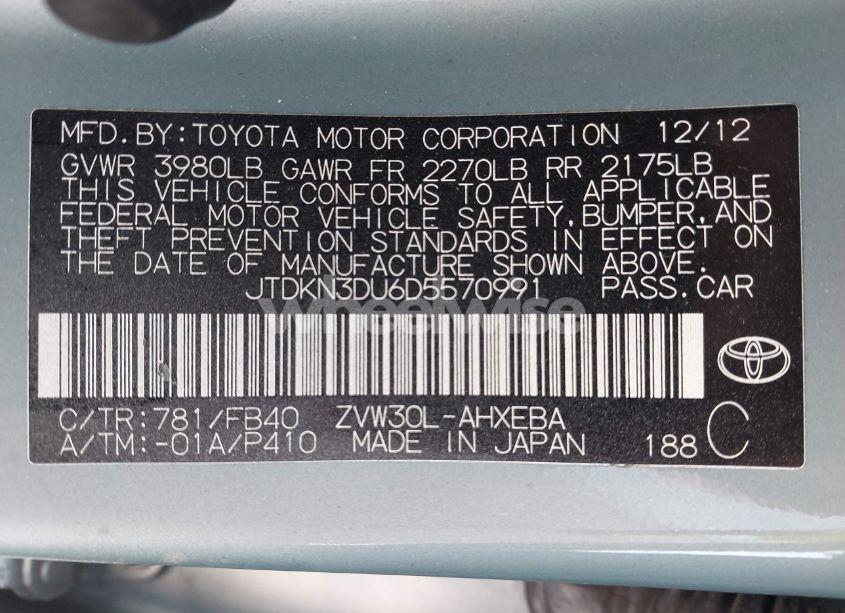 MFD. BY: TOYOTA MOTOR CORPORATION 12/12
GVWR 3980LB GAWR FR 2270LB RR 2175LB
THIS VEHICLE CONFORMS TO ALL APPLICABLE
FEDERAL MOTOR VEHICLE SAFETY, BUMPER, AND
THEFT PREVENTION STANDARDS IN EFFECT ON
THE DATE OF MANUFACTURE SHOWN ABOVE.
JTDKN3DU6D5570991 PASS. CAR
WheelWise
C/TR: 781/FB40 ZVW30L-AHXEBA
A/TM: -01A/P410 MADE IN JAPAN 188 C